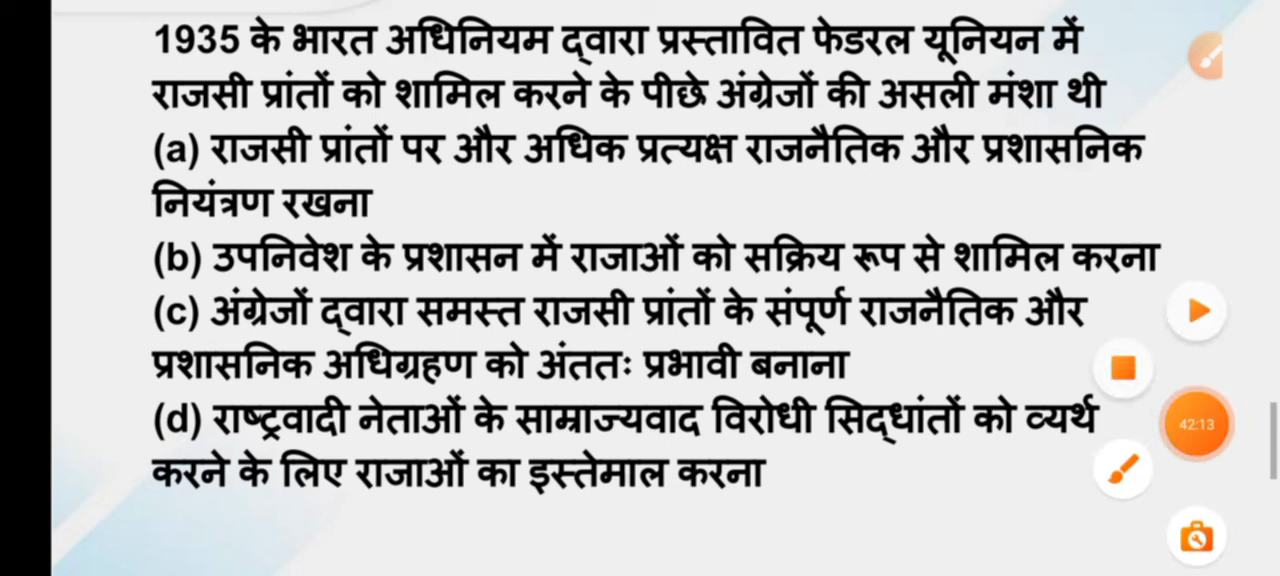 1935 के भारत अधिनियम द्वारा प्रस्तावित फेडरल यूनियन में
राजसी प्रांतों को शामिल करने के पीछे अंग्रेजों की असली मंशा थी
(a) राजसी प्रांतों पर और अधिक प्रत्यक्ष राजनैतिक और प्रशासनिक
नियंत्रण रखना
(b) उपनिवेश के प्रशासन में राजाओं को सक्रिय रूप से शामिल करना
(c) अंग्रेजों द्वारा समस्त राजसी प्रांतों के संपूर्ण राजनैतिक और
प्रशासनिक अधिग्रहण को अंततः प्रभावी बनाना
(d) राष्ट्रवादी नेताओं के साम्राज्यवाद विरोधी सिद्धांतों को व्यर्थ
करने के लिए राजाओं का इस्तेमाल करना
42:13